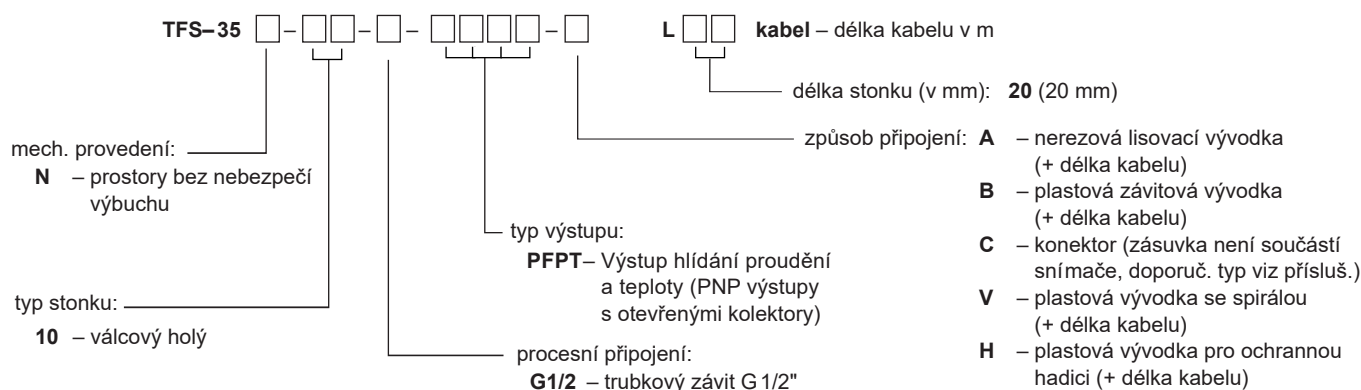 TFS–35 □ – □□ – □ – □□□□ – □ L □□ kabel – délka kabelu v m
délka stonku (v mm): 20 (20 mm)
mech. provedení:
N – prostory bez nebezpečí
výbuchu
typ stonku:
10 – válcový holý
typ výstupu:
PFPT– Výstup hlídání proudění
a teploty (PNP výstupy
s otevřenými kolektory)
procesní připojení:
G1/2 – trubkový závit G 1/2"
způsob připojení: A – nerezová lisovací vývodka
(+ délka kabelu)
B – plastová závitová vývodka
(+ délka kabelu)
C – konektor (zásuvka není součástí
snímače, doporuč. typ viz přísluš.)
V – plastová vývodka se spirálou
(+ délka kabelu)
H – plastová vývodka pro ochrannou
hadici (+ délka kabelu)